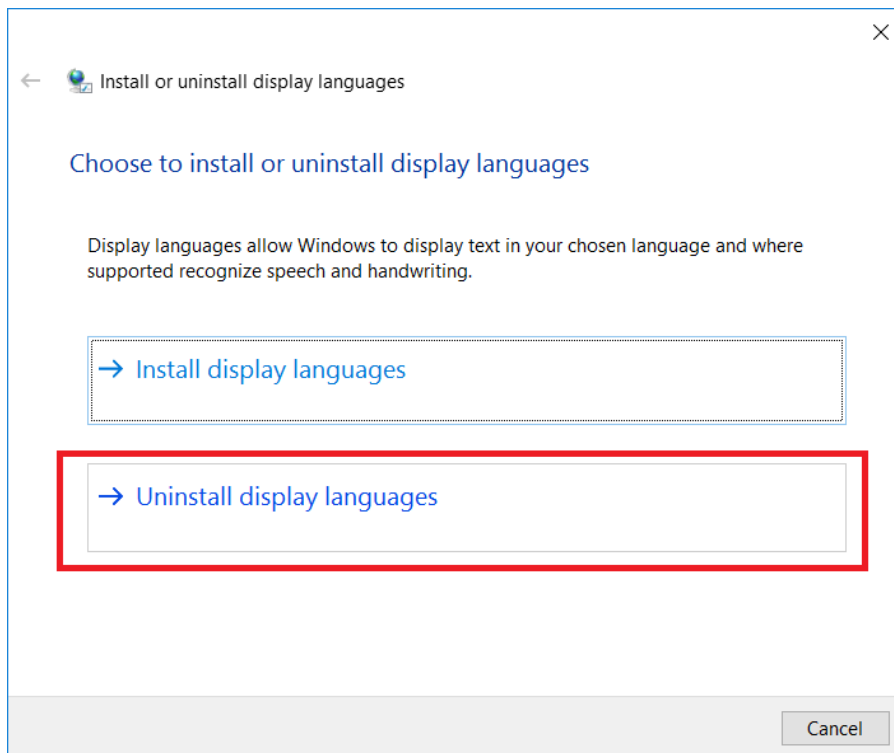 Install or uninstall display languages
Choose to install or uninstall display languages
Display languages allow Windows to display text in your chosen language and where
supported recognize speech and handwriting.
Install display languages
Uninstall display languages
Cancel